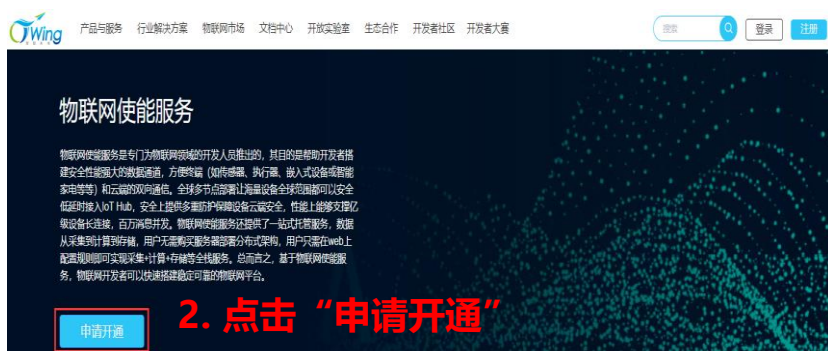 CTWing
产品与服务 行业解决方案 物联网市场 文档中心 开放实验室 生态合作 开发者社区 开发者大赛 搜索 登录 注册
物联网使能服务
物联网使能服务是专门为物联网领域的开发人员推出的，其目的是帮助开发者搭
建安全性能强大的数据通道，方便终端（如传感器、执行器、嵌入式设备或智能
家电等等）和云端的双向通信。全球多节点部署让海量设备全球范围都可以安全
低延时接入IoT Hub，安全上提供多重防护保障设备云端安全，性能上能够支撑亿
级设备长连接，百万消息并发。物联网使能服务还提供了一站式托管服务，数据
从采集到计算到存储，用户无需购买服务器部署分布式架构，用户只需在web上
配置规则即可实现采集+计算+存储等全栈服务。总而言之，基于物联网使能服
务，物联网开发者可以快速搭建稳定可靠的物联网平台。
申请开通
2. 点击“申请开通”